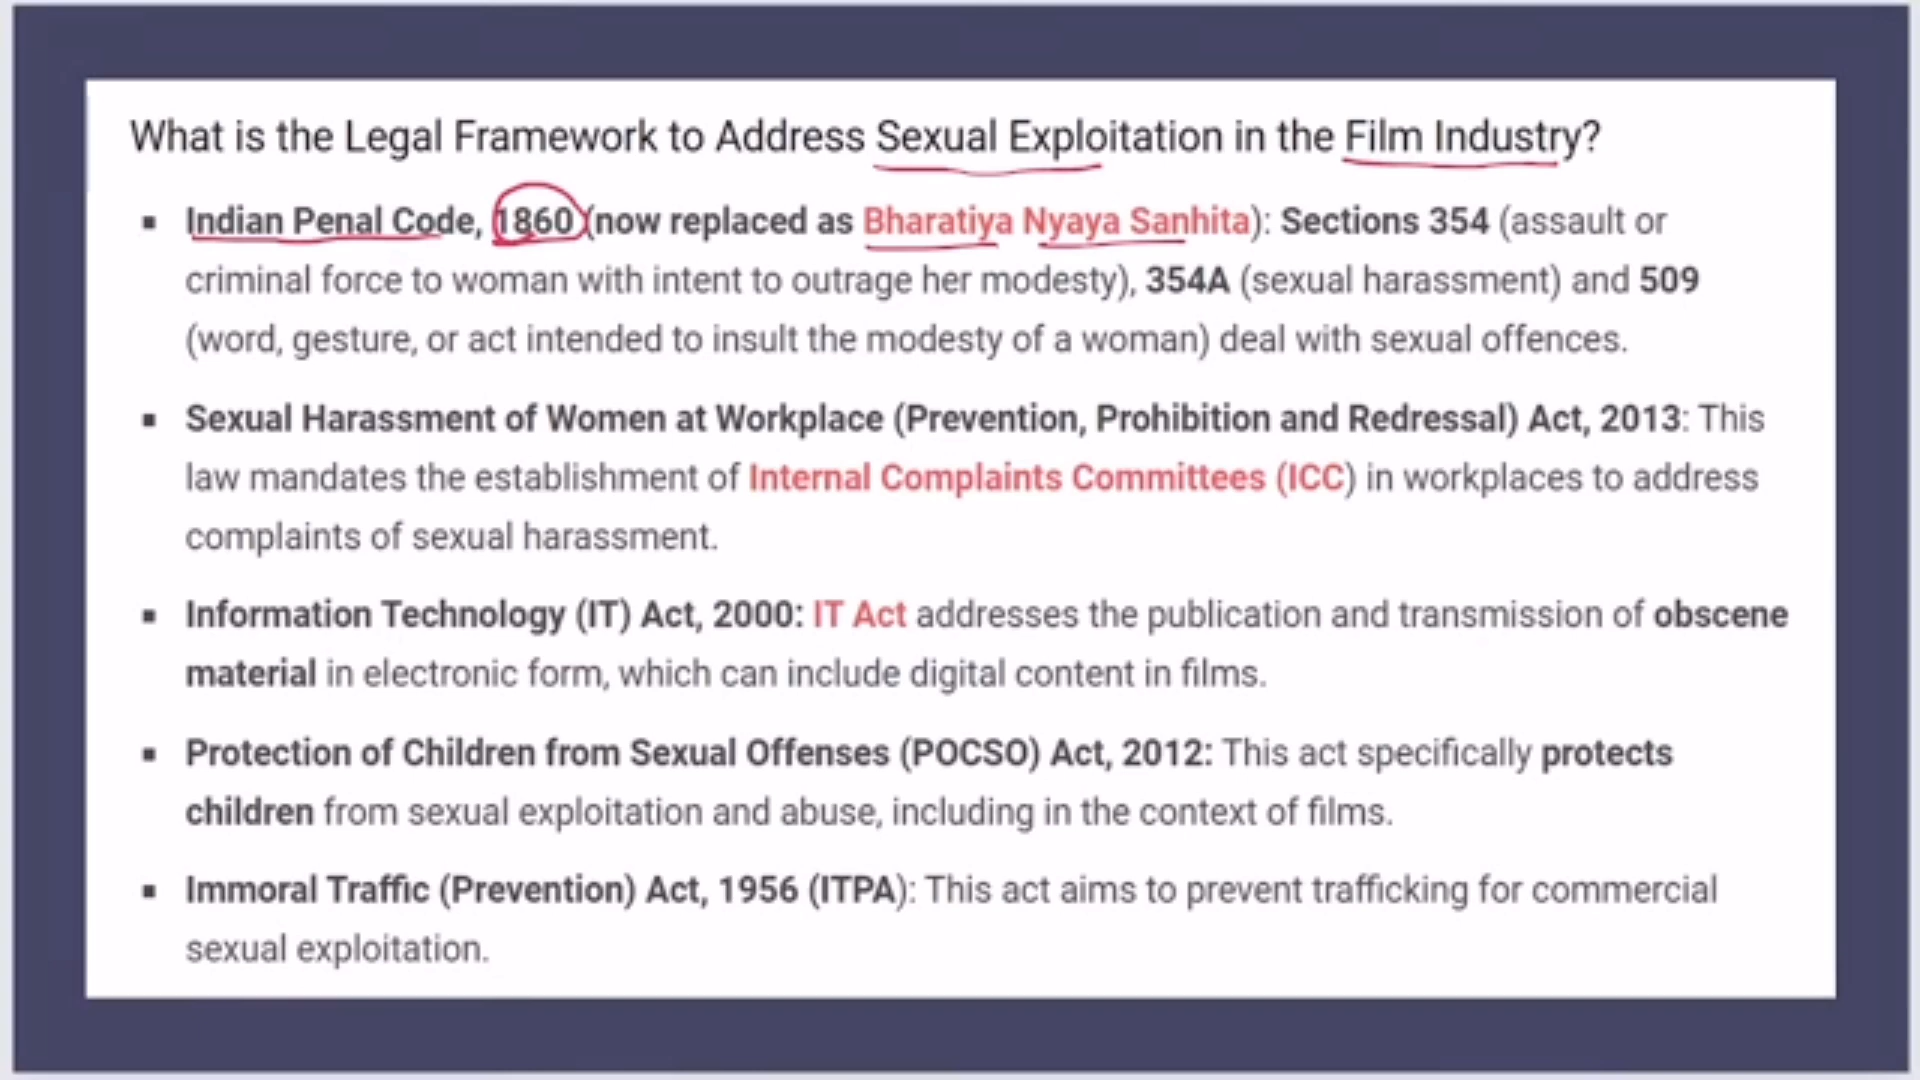 What is the Legal Framework to Address Sexual Exploitation in the Film Industry?
▪ Indian Penal Code, 1860 (now replaced as Bharatiya Nyaya Sanhita): Sections 354 (assault or
criminal force to woman with intent to outrage her modesty), 354A (sexual harassment) and 509
(word, gesture, or act intended to insult the modesty of a woman) deal with sexual offences.
▪ Sexual Harassment of Women at Workplace (Prevention, Prohibition and Redressal) Act, 2013: This
law mandates the establishment of Internal Complaints Committees (ICC) in workplaces to address
complaints of sexual harassment.
▪ Information Technology (IT) Act, 2000: IT Act addresses the publication and transmission of obscene
material in electronic form, which can include digital content in films.
▪ Protection of Children from Sexual Offenses (POCSO) Act, 2012: This act specifically protects
children from sexual exploitation and abuse, including in the context of films.
▪ Immoral Traffic (Prevention) Act, 1956 (ITPA): This act aims to prevent trafficking for commercial
sexual exploitation.